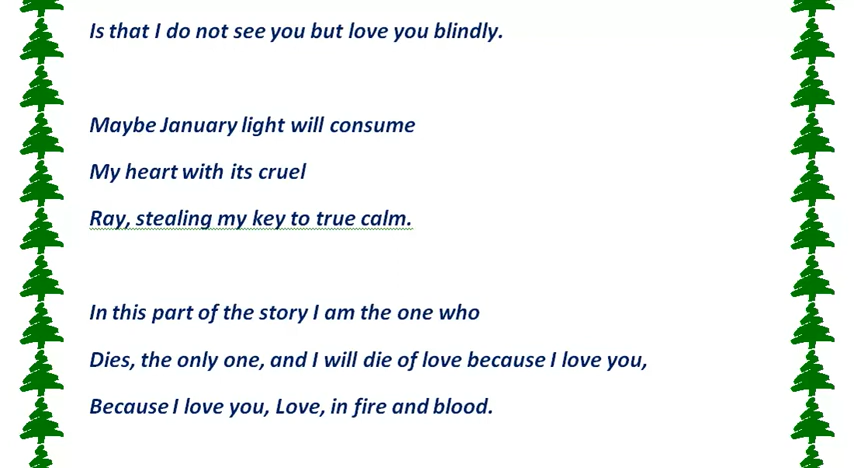 Is that I do not see you but love you blindly.
Maybe January light will consume
My heart with its cruel
Ray, stealing my key to true calm.
In this part of the story I am the one who
Dies, the only one, and I will die of love because I love you,
Because I love you, Love, in fire and blood.